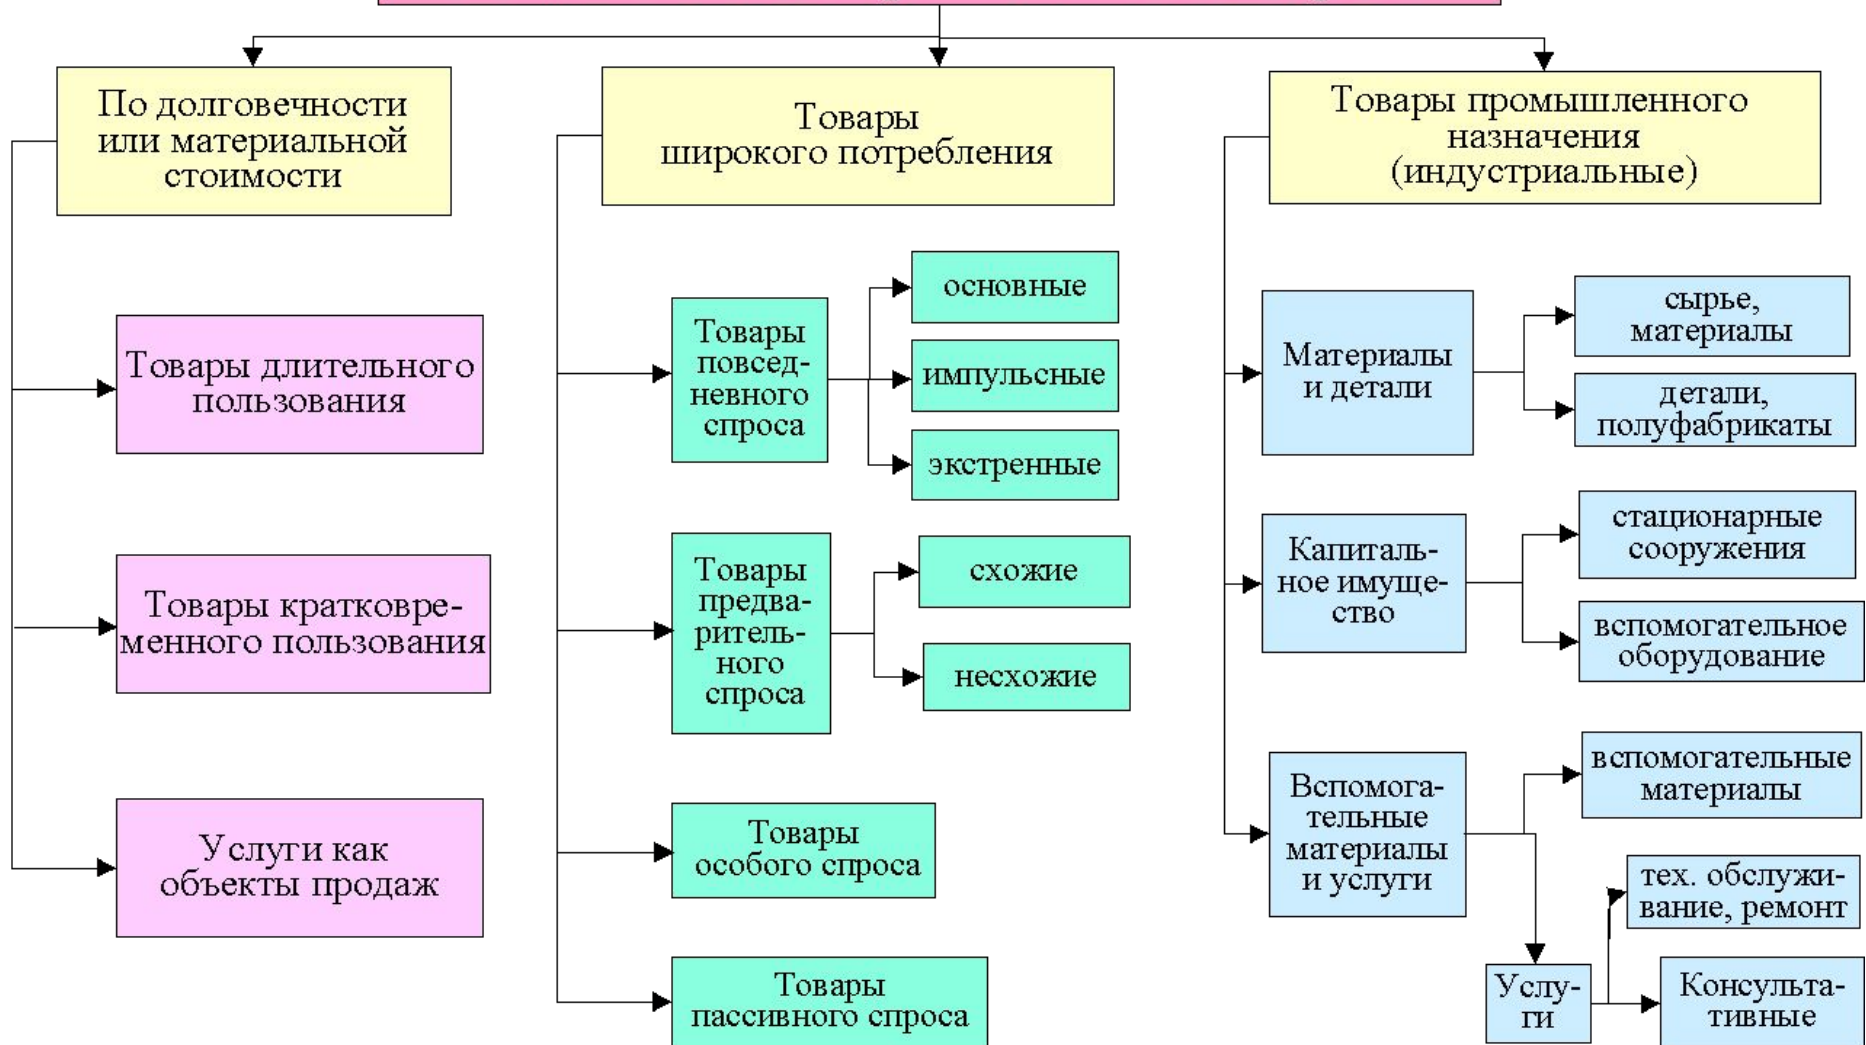 По долговечности
или материальной
стоимости
Товары длительного
пользования
Товары кратковре-
менного пользования
Услуги как
объекты продаж
Товары
широкого потребления
Товары
повсед-
невного
спроса
основные
импульсные
экстренные
Товары
предва-
ритель-
ного
спроса
схожие
несхожие
Товары
особого спроса
Товары
пассивного спроса
Товары промышленного
назначения
(индустриальные)
Материалы
и детали
сырье,
материалы
детали,
полуфабрикаты
Капиталь-
ное имуще-
ство
стационарные
сооружения
вспомогательное
оборудование
Вспомога-
тельные
материалы
и услуги
вспомогательные
материалы
Услу-
ги
тех. обслужи-
вание, ремонт
Консульта-
тивные